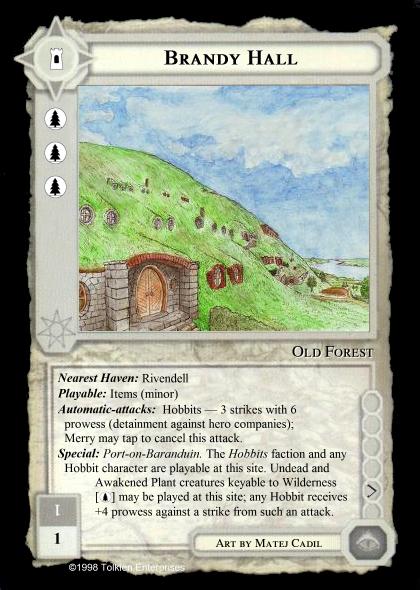 BRANDY HALL
OLD FOREST
Nearest Haven: Rivendell
Playable: Items (minor)
Automatic-attacks: Hobbits — 3 strikes with 6
prowess (detainment against hero companies);
Merry may tap to cancel this attack.
Special: Port-on-Baranduin. The Hobbits faction and any
Hobbit character are playable at this site. Undead and
Awakened Plant creatures keyable to Wilderness
[ ] may be played at this site; any Hobbit receives
+4 prowess against a strike from such an attack.
I
1
ART BY MATEJ CADIL
©1998 Tolkien Enterprises